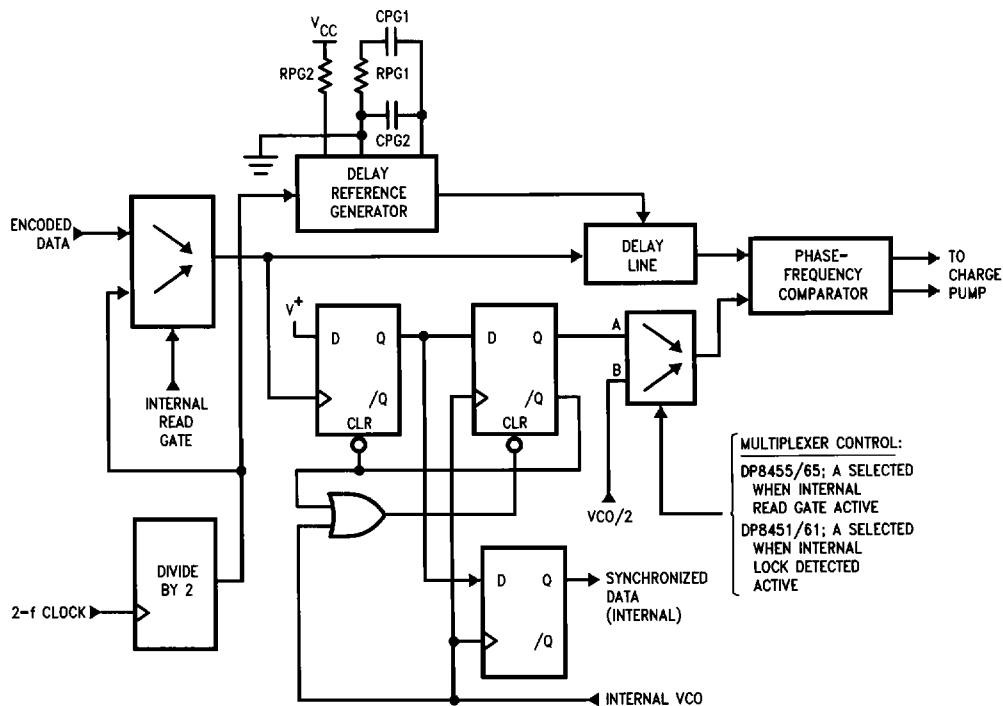 V CC
CPG1
RPG2
RPG1
CPG2
DELAY
REFERENCE
GENERATOR
ENCODED
DATA
DELAY
LINE
PHASE–
FREQUENCY
COMPARATOR
TO
CHARGE
PUMP
V+
D Q
/Q
CLR
D Q
/Q
CLR
A
B
INTERNAL
READ
GATE
VCO/2
MULTIPLEXER CONTROL:
DP8455/65; A SELECTED
WHEN INTERNAL
READ GATE ACTIVE
DP8451/61; A SELECTED
WHEN INTERNAL
LOCK DETECTED
ACTIVE
DIVIDE
BY 2
2-f CLOCK
D Q
/Q
SYNCHRONIZED
DATA
(INTERNAL)
INTERNAL VCO